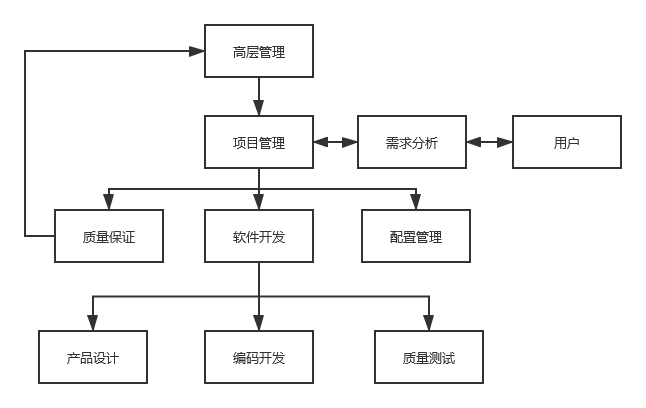 高层管理
项目管理
需求分析
用户
质量保证
软件开发
配置管理
产品设计
编码开发
质量测试